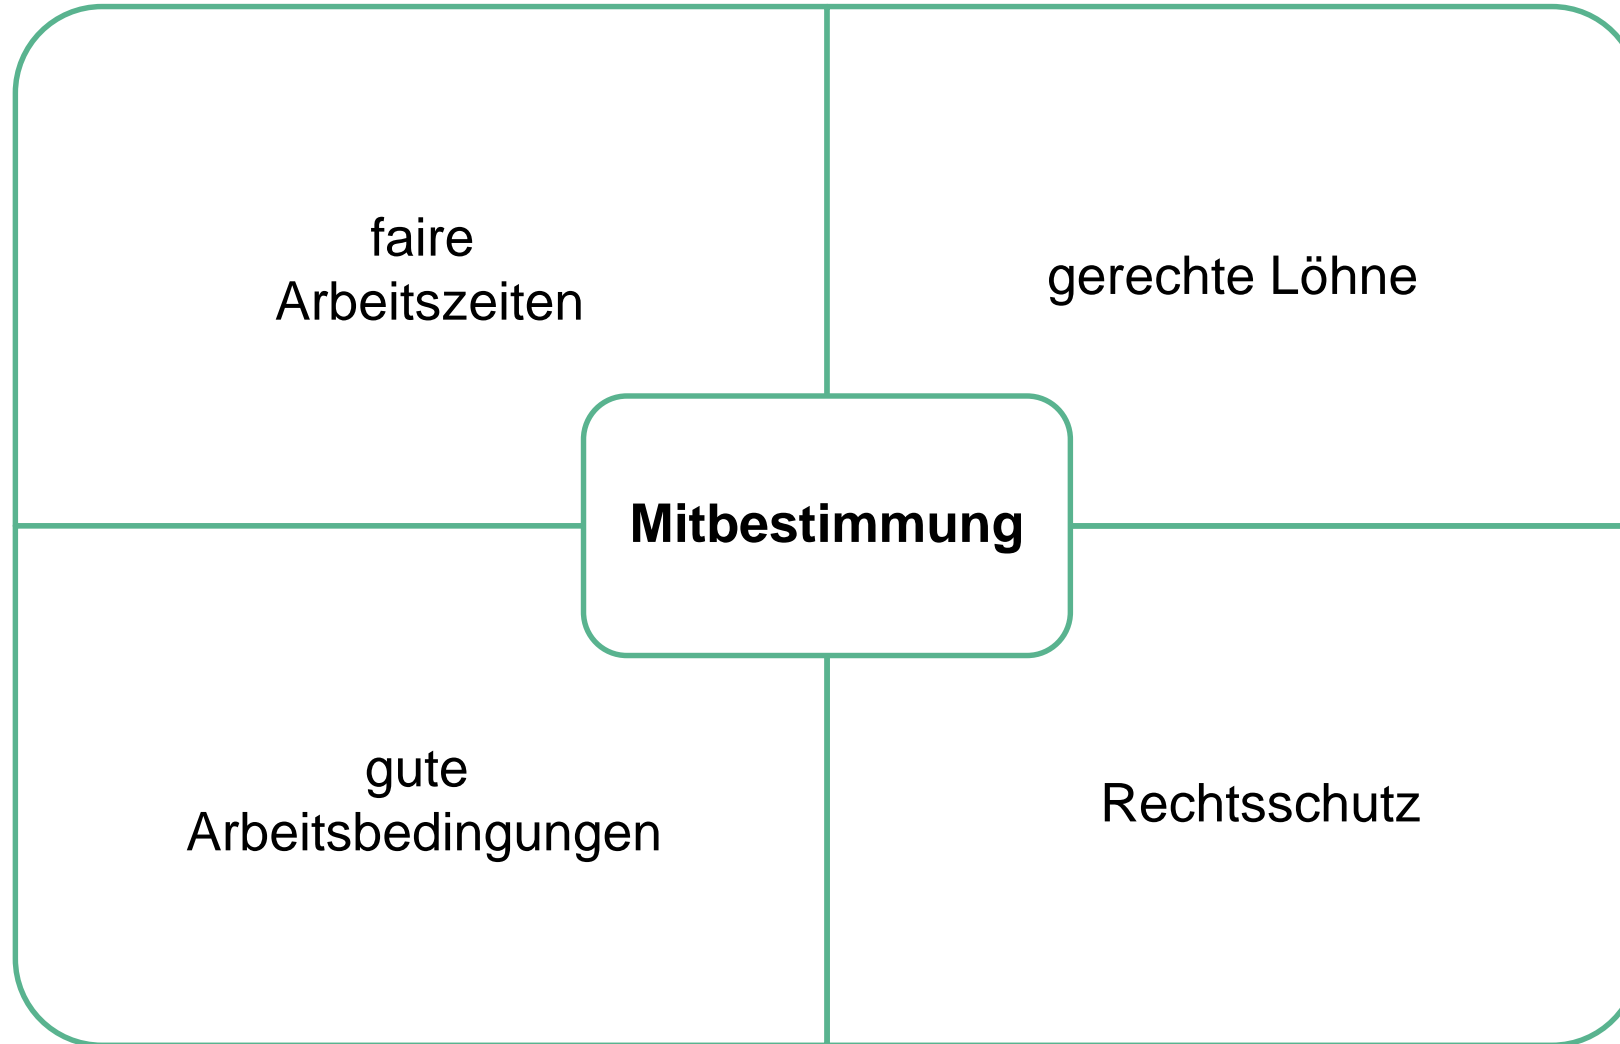 faire
Arbeitszeiten
gerechte Löhne
Mitbestimmung
gute
Arbeitsbedingungen
Rechtsschutz